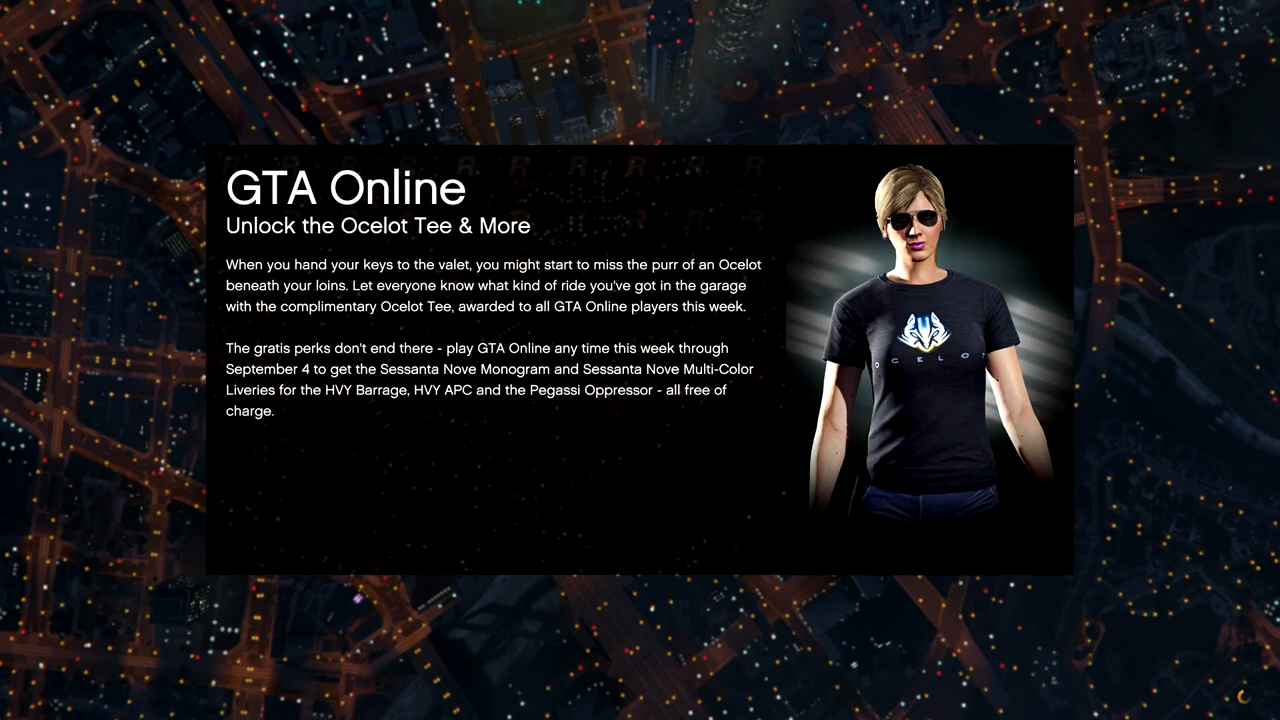 GTA Online
Unlock the Ocelot Tee & More
When you hand your keys to the valet, you might start to miss the purr of an Ocelot
beneath your loins. Let everyone know what kind of ride you've got in the garage
with the complimentary Ocelot Tee, awarded to all GTA Online players this week.
The gratis perks don't end there - play GTA Online any time this week through
September 4 to get the Sessanta Nove Monogram and Sessanta Nove Multi-Color
Liveries for the HVY Barrage, HVY APC and the Pegassi Oppressor - all free of
charge.
OCELOT